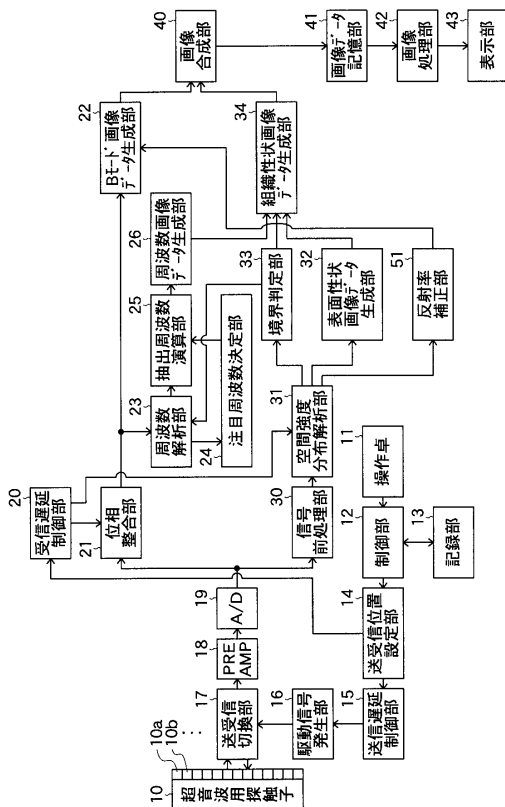 10
超音波用探触子
10a
10b
17
送受信
切換部
16
駆動信号
発生部
15
送信遅延
制御部
14
送受信位置
設定部
12
制御部
11
操作卓
13
記録部
18
PRE
AMP
19
A/D
20
受信遅延
制御部
21
位相
整合部
23
周波数
解析部
24
注目周波数決定部
25
抽出周波数
演算部
26
周波数画像
データ生成部
22
Bモード画像
データ生成部
30
信号
前処理部
31
空間強度
分布解析部
33
境界判定部
32
表面性状
画像データ
生成部
51
反射率
補正部
34
組織性状画像
データ生成部
40
画像
合成部
41
画像データ
記憶部
42
画像
処理部
43
表示部